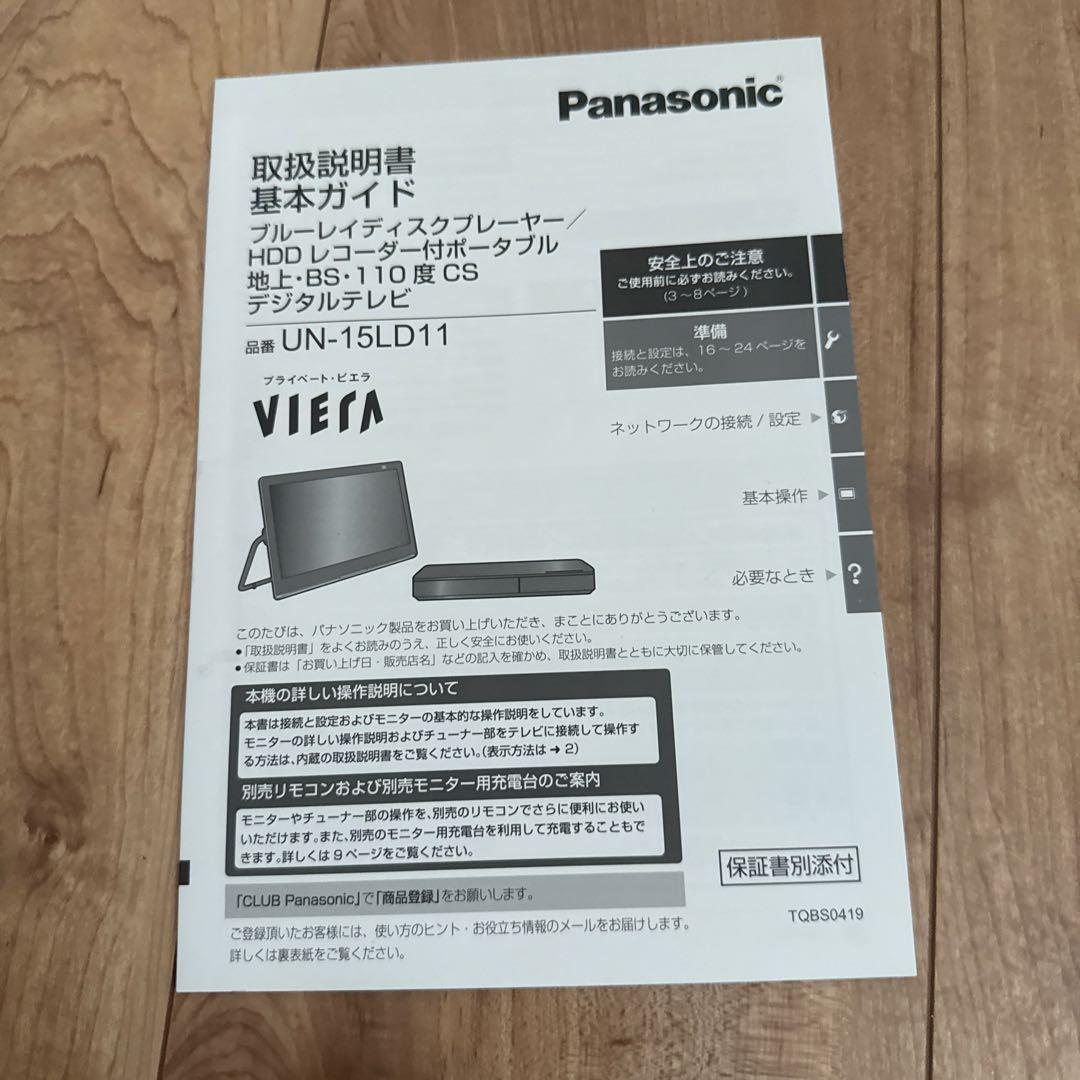 Panasonic®
取扱説明書
基本ガイド
ブルーレイディスクプレーヤー／
HDD レコーダー付ポータブル
地上・BS・110 度 CS
デジタルテレビ
品番 UN-15LD11
プライベート・ビエラ
VIERA
安全上のご注意
ご使用前に必ずお読みください。
(3～8ページ)
準備
接続と設定は、16～24ページを
お読みください。
ネットワークの接続 / 設定 ▶
基本操作 ▶
必要なとき ▶ ?
このたびは、パナソニック製品をお買い上げいただき、まことにありがとうございます。
●「取扱説明書」をよくお読みのうえ、正しく安全にお使いください。
●保証書は「お買い上げ日・販売店名」などの記入を確かめ、取扱説明書とともに大切に保管してください。
本機の詳しい操作説明について
本書は接続と設定およびモニターの基本的な操作説明をしています。
モニターの詳しい操作説明およびチューナー部をテレビに接続して操作す
る方法は、内蔵の取扱説明書をご覧ください。(表示方法は ➜ 2)
別売リモコンおよび別売モニター用充電台のご案内
モニターやチューナー部の操作を、別売のリモコンでさらに便利にお使い
いただけます。また、別売のモニター用充電台を利用して充電することもで
きます。詳しくは 9 ページをご覧ください。
「CLUB Panasonic」で「商品登録」をお願いします。
ご登録頂いたお客様には、使い方のヒント・お役立ち情報のメールをお届けします。
詳しくは裏表紙をご覧ください。
保証書別添付
TQBS0419